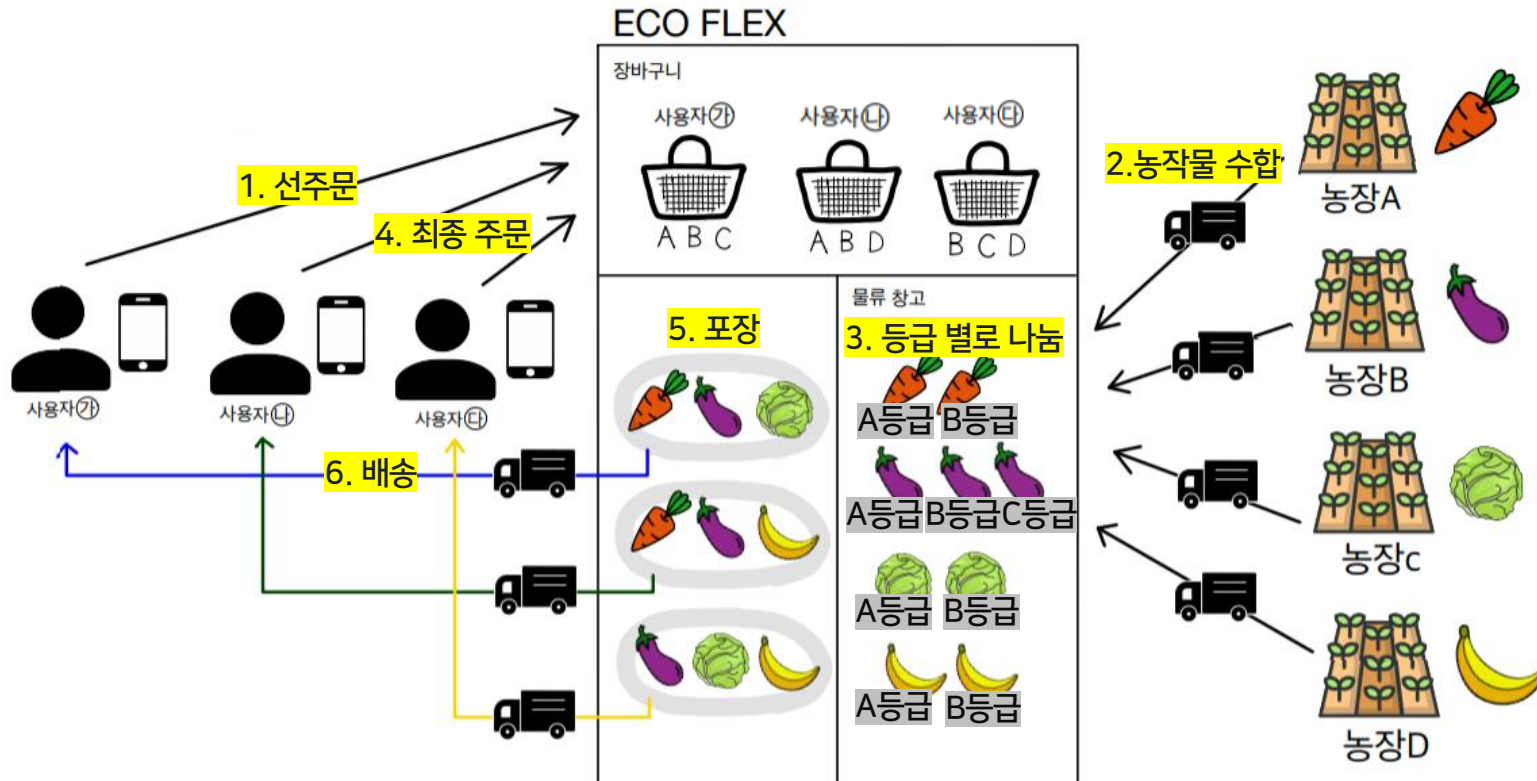 ECO FLEX
장바구니
사용자㉮
사용자㉯
사용자㉰
A B C
A B D
B C D
1. 선주문
4. 최종 주문
사용자㉮
사용자㉯
사용자㉰
6. 배송
5. 포장
물류 창고
3. 등급 별로 나눔
A등급 B등급
A등급 B등급 C등급
A등급 B등급
A등급 B등급
2.농작물 수합
농장A
농장B
농장c
농장D